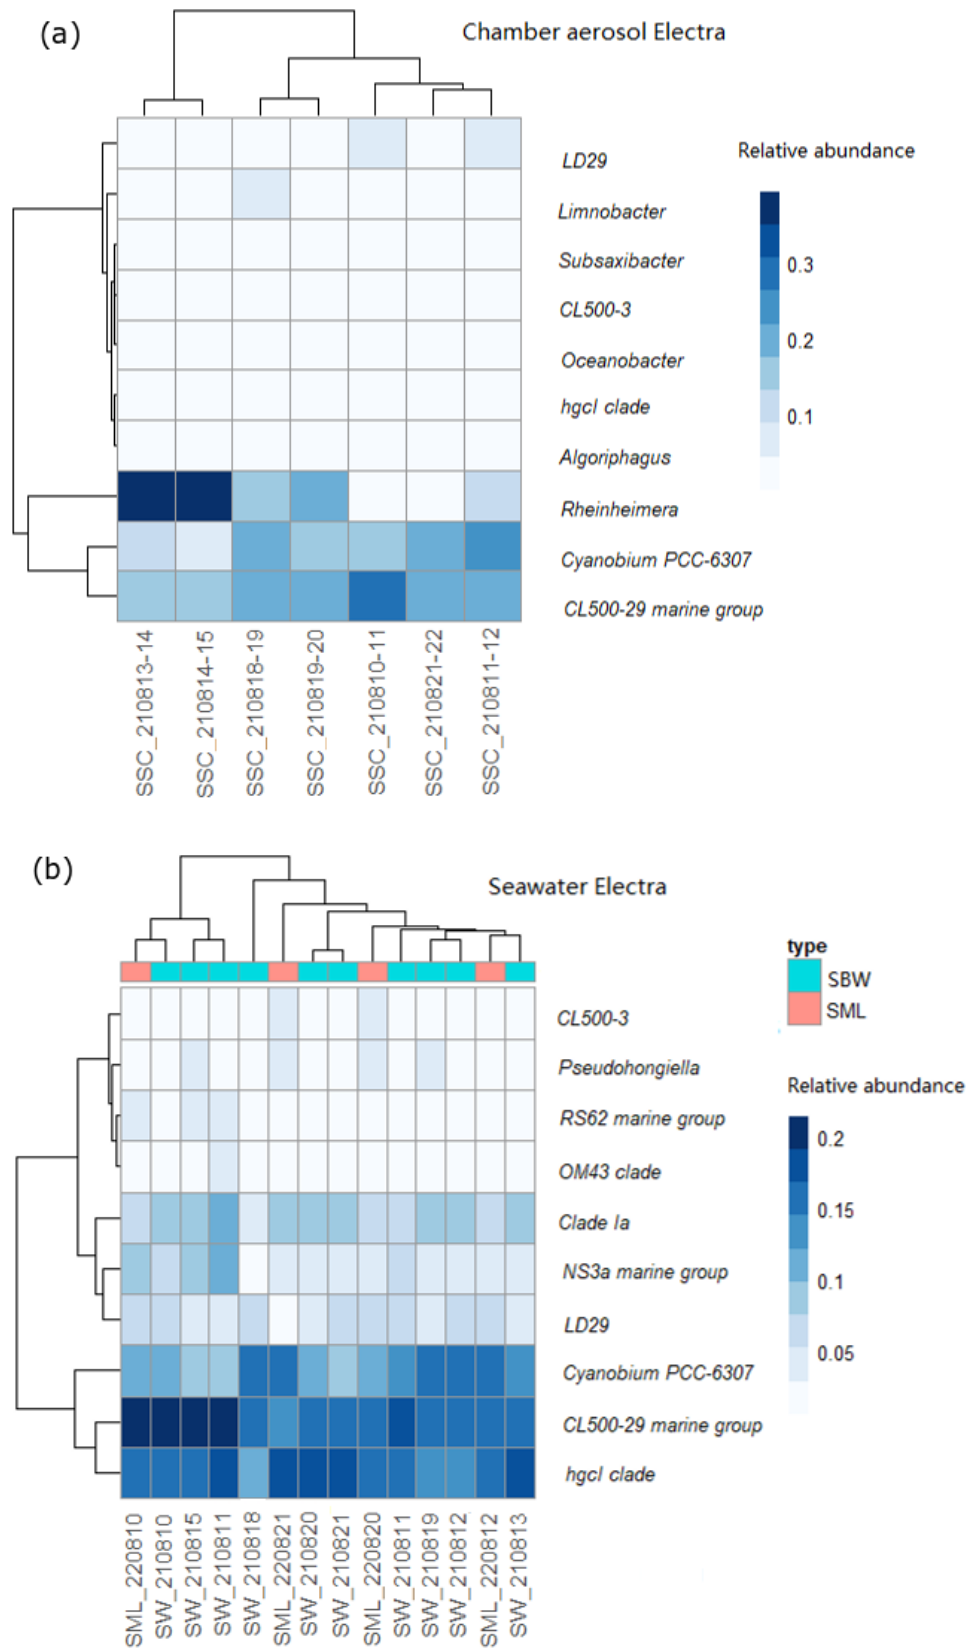 (a)
Chamber aerosol Electra
Relative abundance
0.3
0.2
0.1
LD29
Limnobacter
Subsaxibacter
CL500-3
Oceanobacter
hgcl clade
Algoriphagus
Rheinheimera
Cyanobium PCC-6307
CL500-29 marine group
SSC_210813-14
SSC_210814-15
SSC_210818-19
SSC_210819-20
SSC_210810-11
SSC_210821-22
SSC_210811-12
(b)
Seawater Electra
type
SBW
SML
Relative abundance
0.2
0.15
0.1
0.05
CL500-3
Pseudohongiella
RS62 marine group
OM43 clade
Clade Ia
NS3a marine group
LD29
Cyanobium PCC-6307
CL500-29 marine group
hgcl clade
SML_220810
SW_210810
SW_210815
SW_210811
SW_210818
SML_220821
SW_210820
SW_210821
SML_220820
SW_210811
SW_210819
SW_210812
SML_220812
SW_210813